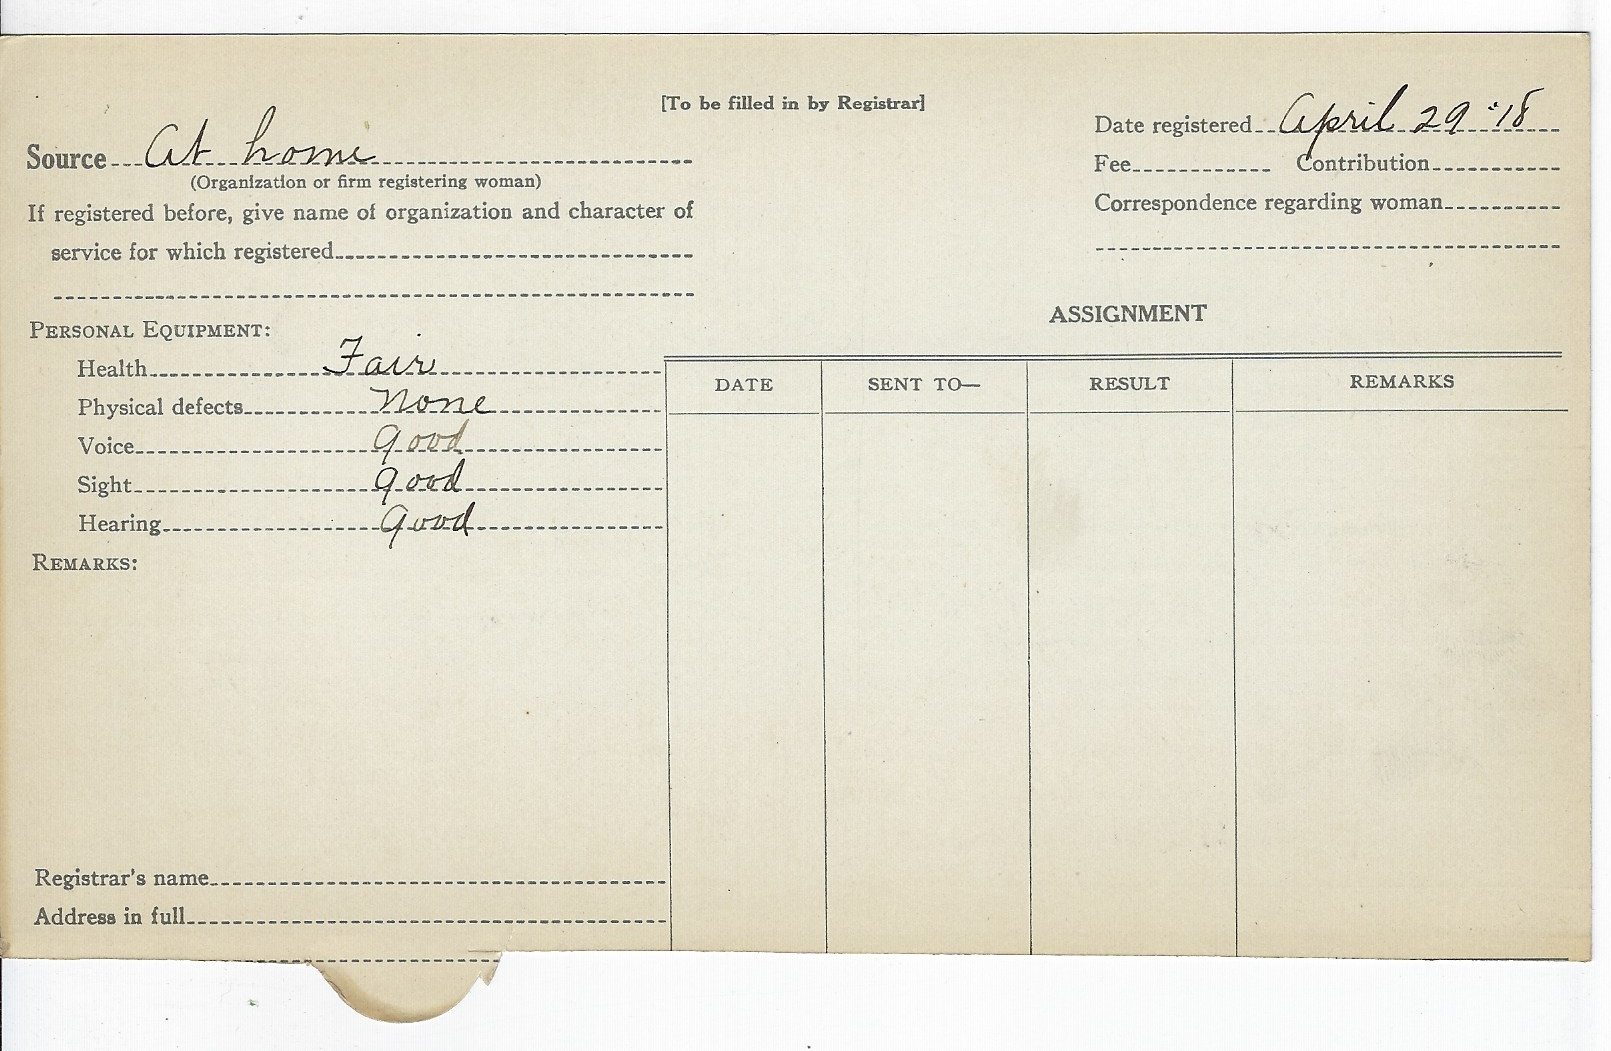 [To be filled in by Registrar]
Source At home
(Organization or firm registering woman)
If registered before, give name of organization and character of
service for which registered
Date registered April 29 '18
Fee Contribution
Correspondence regarding woman
PERSONAL EQUIPMENT:
Health Fair
Physical defects None
Voice good
Sight good
Hearing good
REMARKS:
Registrar's name
Address in full
ASSIGNMENT
DATE SENT TO— RESULT REMARKS